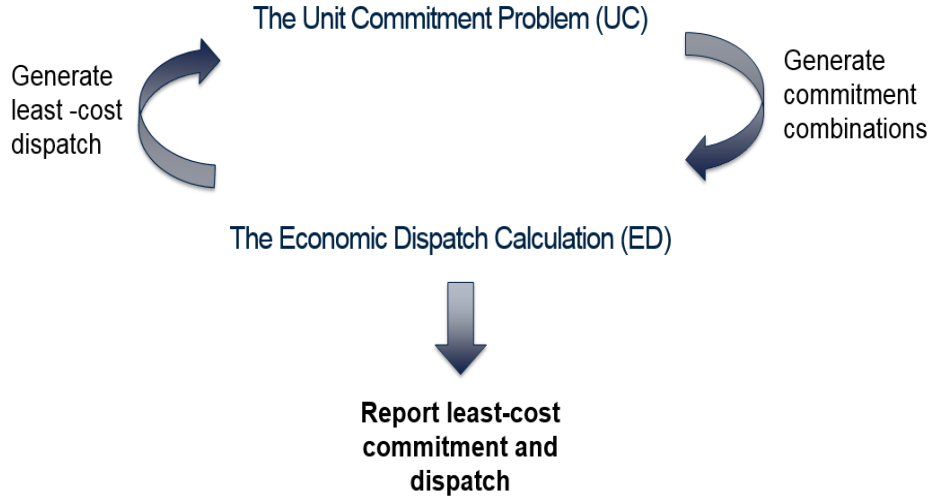 The Unit Commitment Problem (UC)
Generate
least -cost
dispatch
Generate
commitment
combinations
The Economic Dispatch Calculation (ED)
Report least-cost
commitment and
dispatch